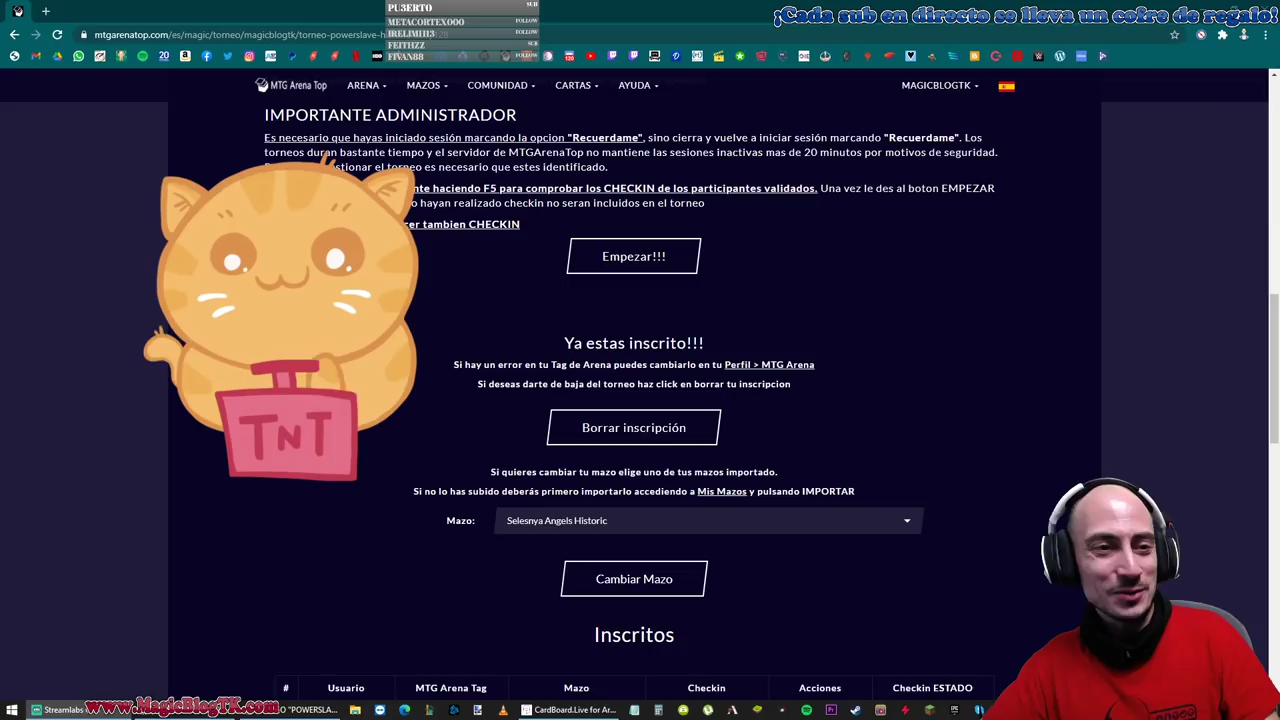 PU3ERTO SUB
METACORTEXOOO FOLLOW
IRELIMI13 FOLLOW
FEITHZZ SUB
FIVAN88 FOLLOW
¡Cada sub en directo se lleva un cofre de regalo!
mtgarenatop.com/es/magic/torneo/magicblogtk/torneo-powerslave-h
MTG Arena Top ARENA MAZOS COMUNIDAD CARTAS AYUDA MAGICBLOGTK
IMPORTANTE ADMINISTRADOR
Es necesario que hayas iniciado sesión marcando la opcion "Recuerdame", sino cierra y vuelve a iniciar sesión marcando "Recuerdame". Los
torneos duran bastante tiempo y el servidor de MTGArenaTop no mantiene las sesiones inactivas mas de 20 minutos por motivos de seguridad.
estionar el torneo es necesario que estes identificado.
nte haciendo F5 para comprobar los CHECKIN de los participantes validados. Una vez le des al boton EMPEZAR
o hayan realizado checkin no seran incluidos en el torneo
cer tambien CHECKIN
Empezar!!!
Ya estas inscrito!!!
Si hay un error en tu Tag de Arena puedes cambiarlo en tu Perfil > MTG Arena
Si deseas darte de baja del torneo haz click en borrar tu inscripcion
Borrar inscripción
Si quieres cambiar tu mazo elige uno de tus mazos importado.
Si no lo has subido deberás primero importarlo accediendo a Mis Mazos y pulsando IMPORTAR
Mazo: Selesnya Angels Historic
Cambiar Mazo
Inscritos
# Usuario MTG Arena Tag Mazo Checkin Acciones Checkin ESTADO
TNT
Streamlabs
www.MagicBlogTK.com
O "POWERSLA...
CardBoard.Live for Ar...